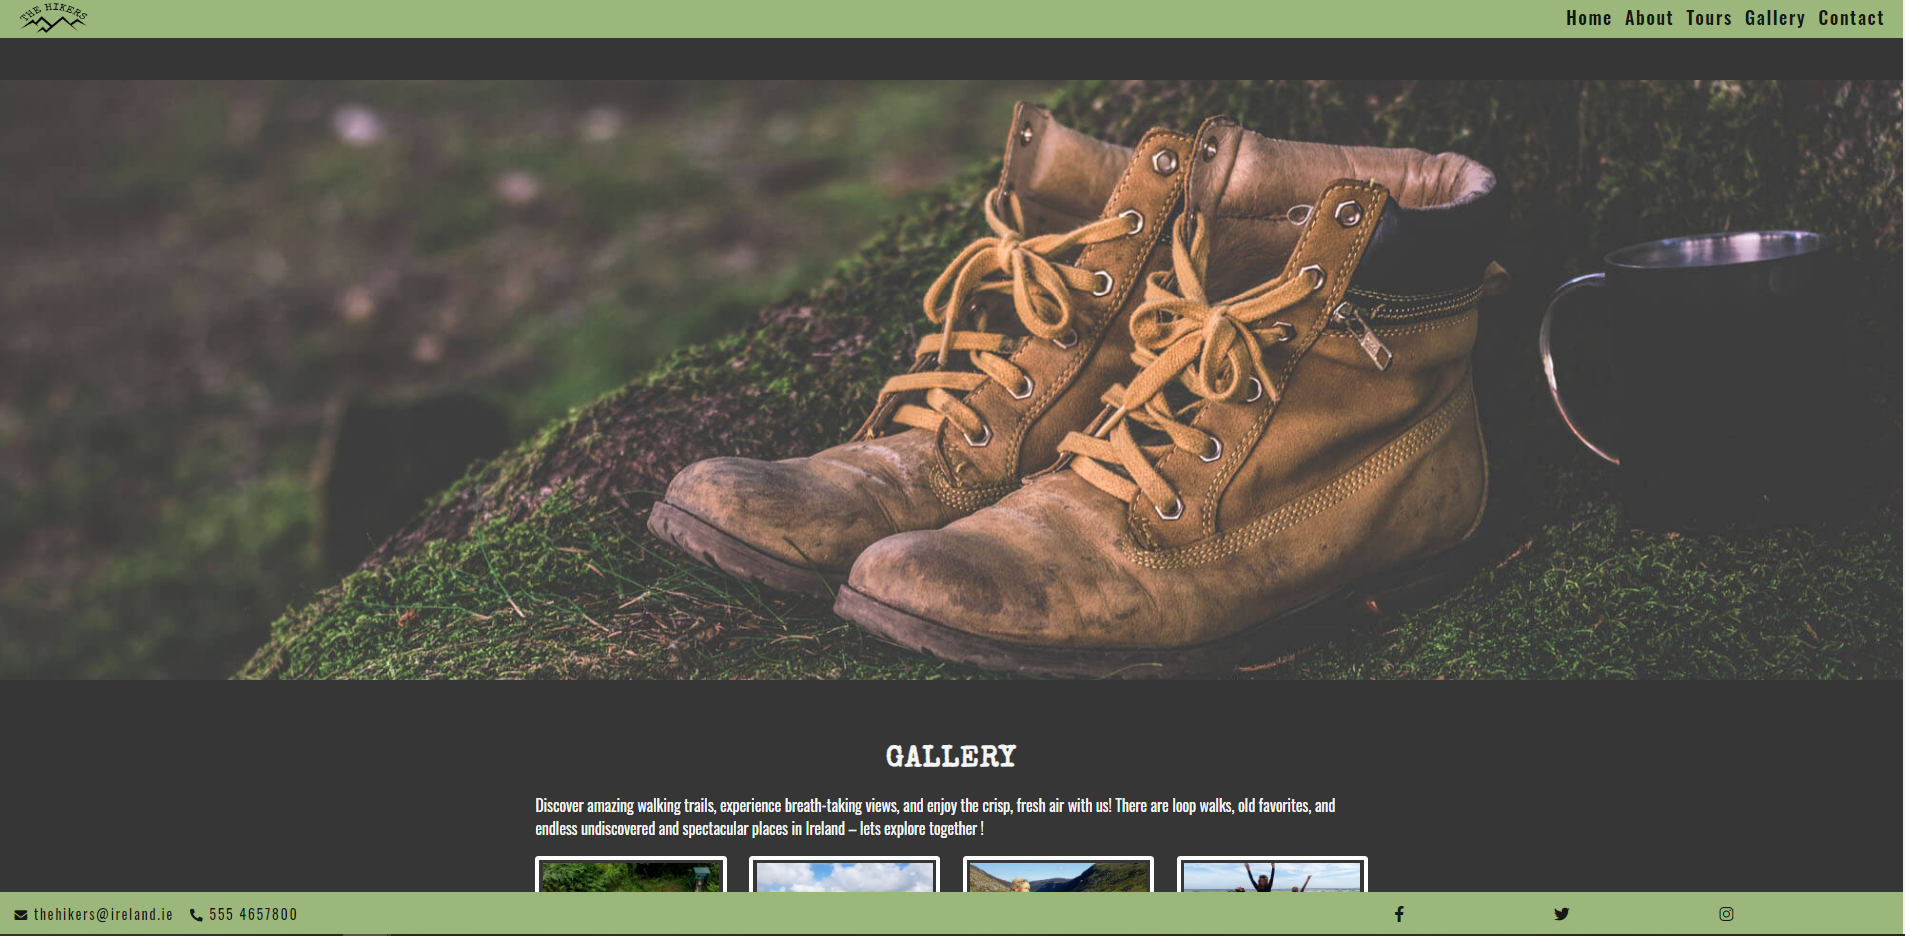 THE HIKERS
Home About Tours Gallery Contact
GALLERY
Discover amazing walking trails, experience breath-taking views, and enjoy the crisp, fresh air with us! There are loop walks, old favorites, and
endless undiscovered and spectacular places in Ireland – lets explore together !
thehikers@ireland.ie 555 4657800